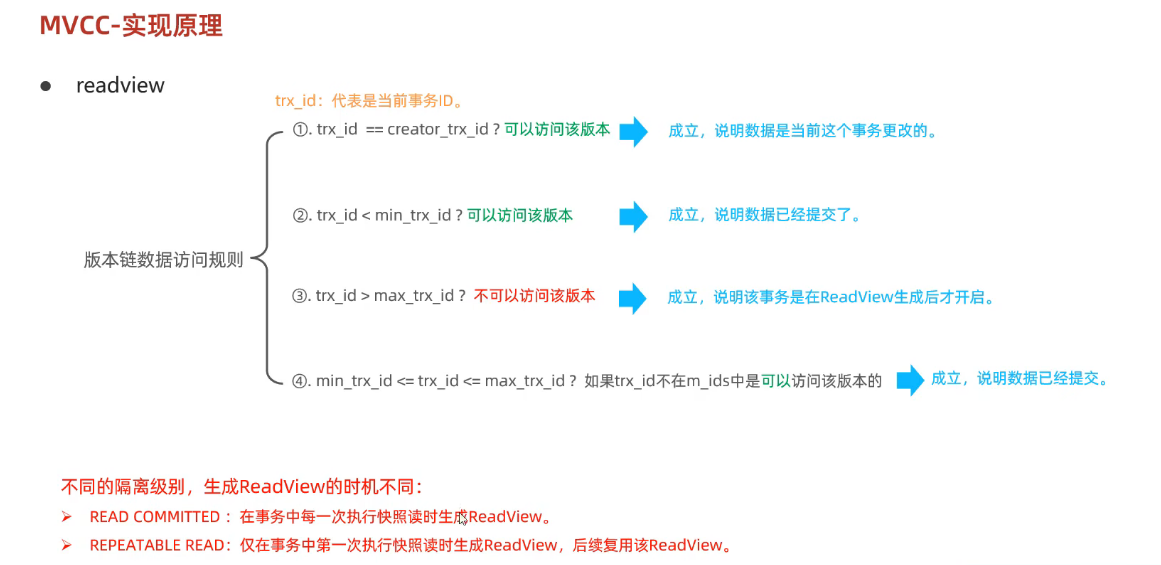 MVCC-实现原理
● readview
trx_id：代表是当前事务ID。
①. trx_id == creator_trx_id ? 可以访问该版本 成立，说明数据是当前这个事务更改的。
②. trx_id < min_trx_id ? 可以访问该版本 成立，说明数据已经提交了。
版本链数据访问规则
③. trx_id > max_trx_id ? 不可以访问该版本 成立，说明该事务是在ReadView生成后才开启。
④. min_trx_id <= trx_id <= max_trx_id ? 如果trx_id不在m_ids中是可以访问该版本的 成立，说明数据已经提交。
不同的隔离级别，生成ReadView的时机不同：
➢ READ COMMITTED ：在事务中每一次执行快照读时生成ReadView。
➢ REPEATABLE READ：仅在事务中第一次执行快照读时生成ReadView，后续复用该ReadView。